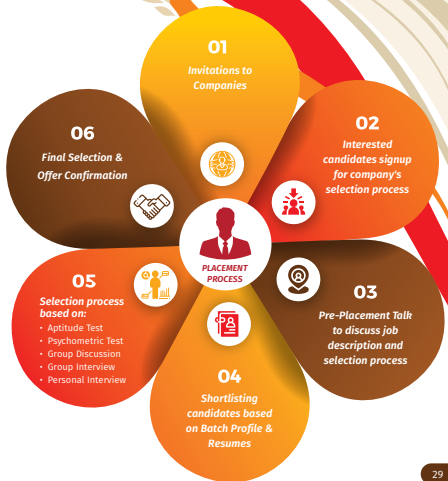 01
Invitations to
Companies
02
Interested
candidates signup
for company's
selection process
03
Pre-Placement Talk
to discuss job
description and
selection process
04
Shortlisting
candidates based
on Batch Profile &
Resumes
05
Selection process
based on:
• Aptitude Test
• Psychometric Test
• Group Discussion
• Group Interview
• Personal Interview
06
Final Selection &
Offer Confirmation
PLACEMENT
PROCESS
29